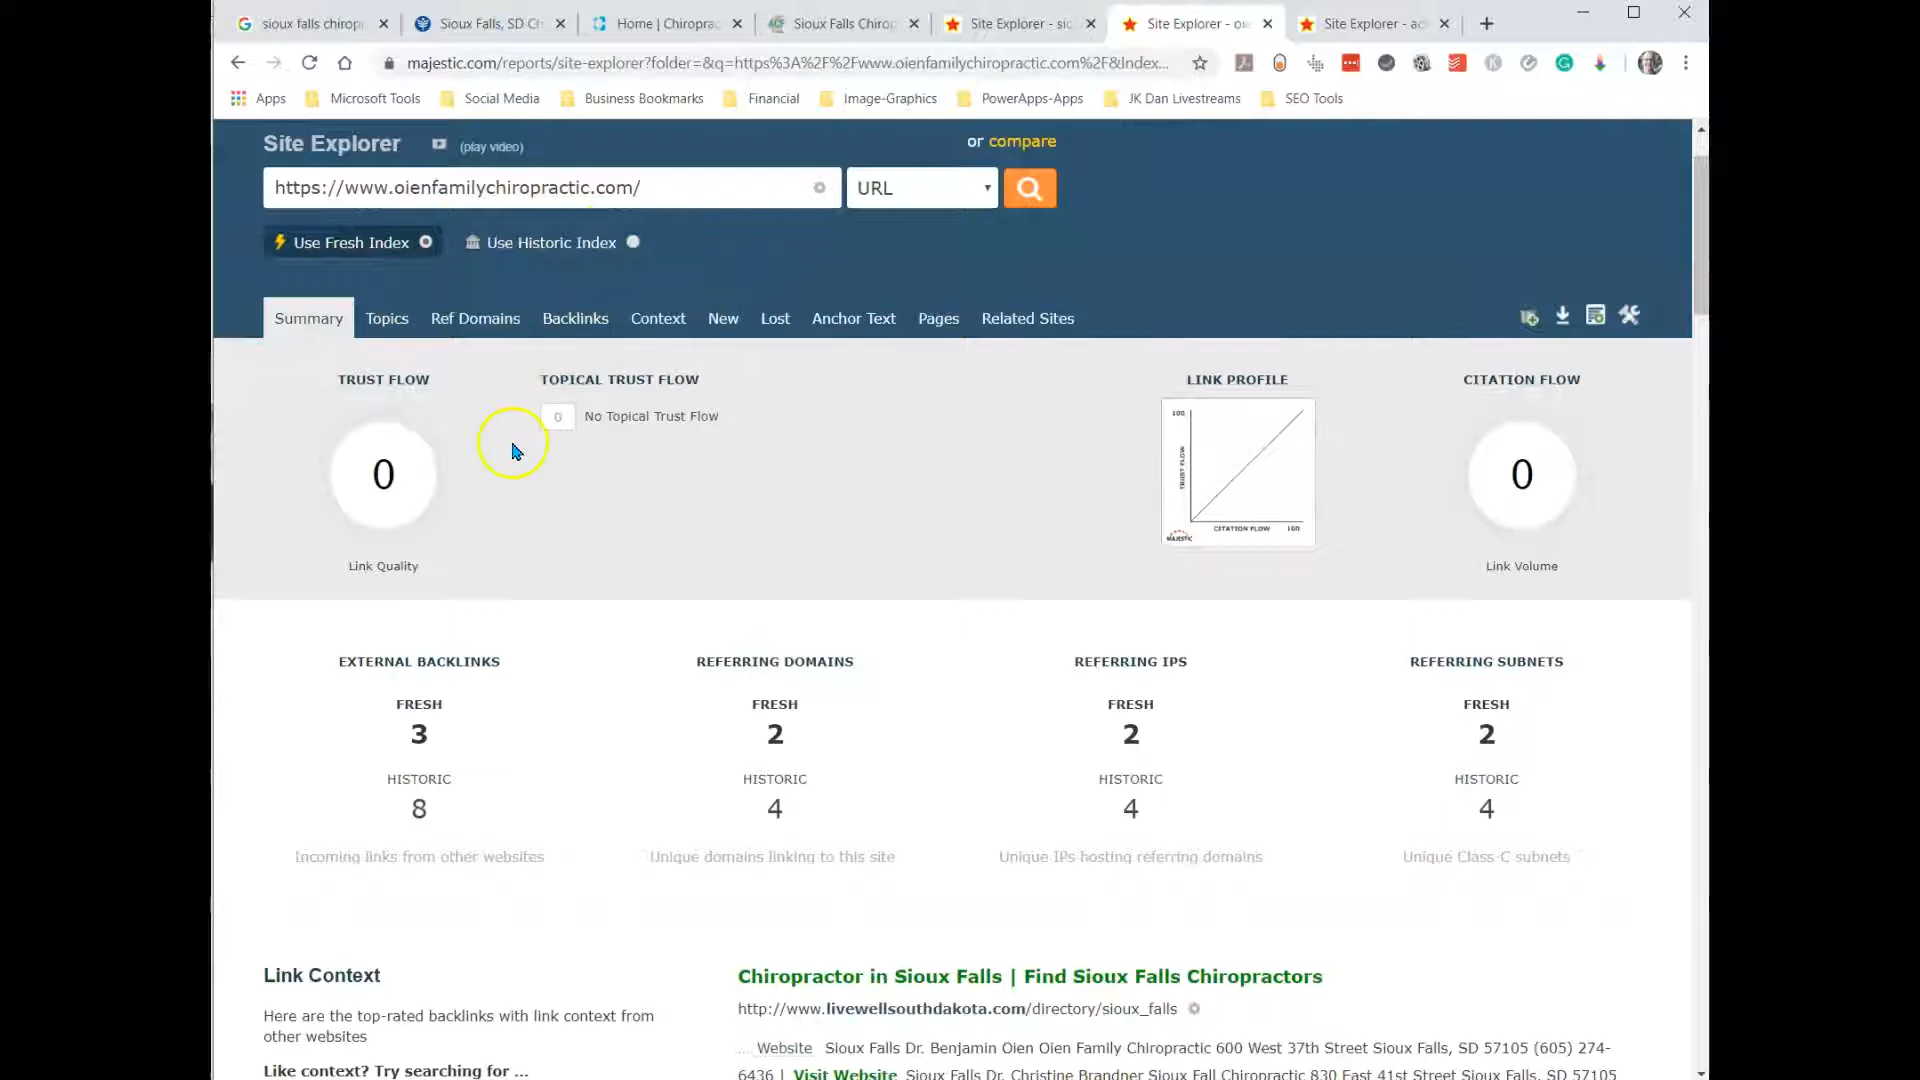 sioux falls chiropr
Sioux Falls, SD Ch
Home | Chiroprac
Sioux Falls Chirop
Site Explorer - sio
Site Explorer - oie
Site Explorer - ac
majestic.com/reports/site-explorer?folder=&q=https%3A%2F%2Fwww.oienfamilychiropractic.com%2F&Index...
Apps
Microsoft Tools
Social Media
Business Bookmarks
Financial
Image-Graphics
PowerApps-Apps
JK Dan Livestreams
SEO Tools
Site Explorer
(play video)
or compare
https://www.oienfamilychiropractic.com/
URL
Use Fresh Index
Use Historic Index
Summary
Topics
Ref Domains
Backlinks
Context
New
Lost
Anchor Text
Pages
Related Sites
TRUST FLOW
TOPICAL TRUST FLOW
LINK PROFILE
CITATION FLOW
0
0 No Topical Trust Flow
100
TRUST FLOW
CITATION FLOW 100
MAJESTIC
0
Link Quality
Link Volume
EXTERNAL BACKLINKS
REFERRING DOMAINS
REFERRING IPS
REFERRING SUBNETS
FRESH
FRESH
FRESH
FRESH
3
2
2
2
HISTORIC
HISTORIC
HISTORIC
HISTORIC
8
4
4
4
Incoming links from other websites
Unique domains linking to this site
Unique IPs hosting referring domains
Unique Class-C subnets
Link Context
Here are the top-rated backlinks with link context from
other websites
Like context? Try searching for ...
Chiropractor in Sioux Falls | Find Sioux Falls Chiropractors
http://www.livewellsouthdakota.com/directory/sioux_falls
... Website Sioux Falls Dr. Benjamin Oien Oien Family Chiropractic 600 West 37th Street Sioux Falls, SD 57105 (605) 274-
6436 | Visit Website Sioux Falls Dr. Christine Brandner Sioux Fall Chiropractic 830 East 41st Street Sioux Falls, SD 57105